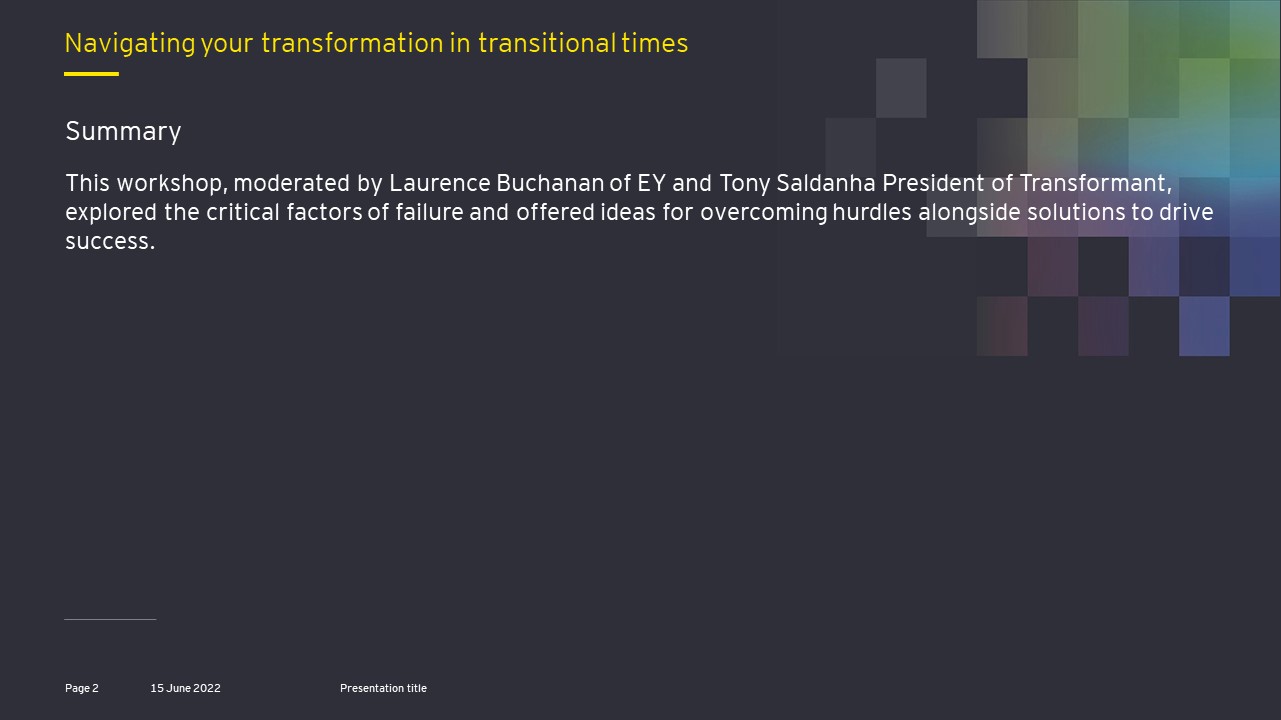 Navigating your transformation in transitional times
Summary
This workshop, moderated by Laurence Buchanan of EY and Tony Saldanha President of Transformant,
explored the critical factors of failure and offered ideas for overcoming hurdles alongside solutions to drive
success.
Page 2 15 June 2022 Presentation title